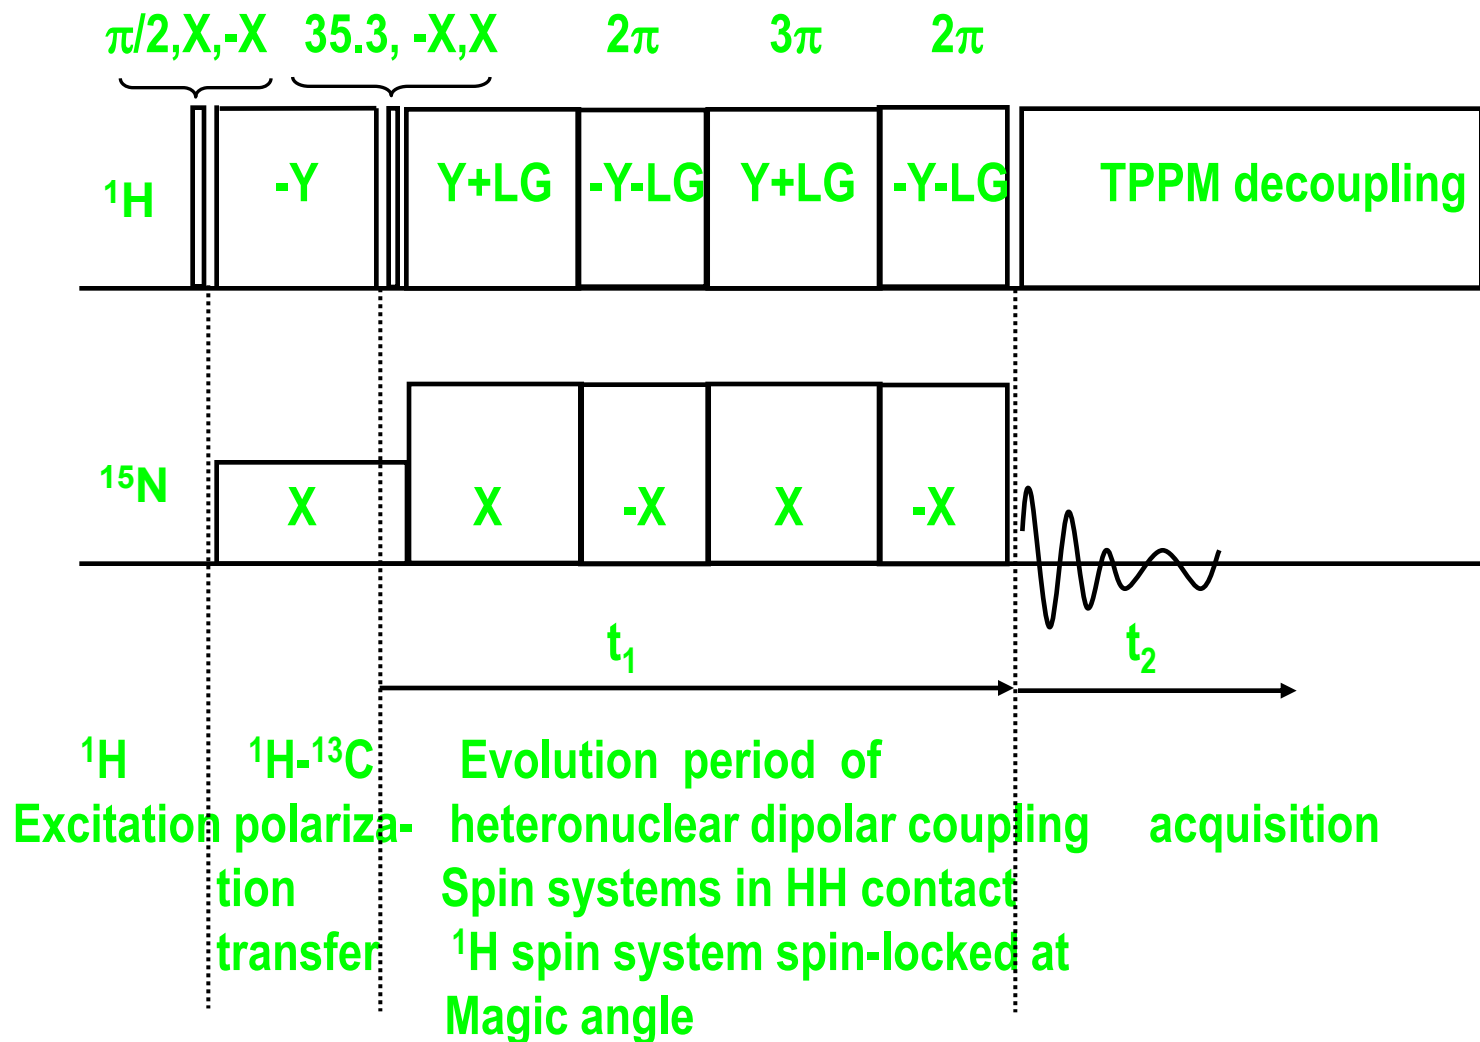 π/2,X,-X 35.3, -X,X 2π 3π 2π
¹H -Y Y+LG -Y-LG Y+LG -Y-LG TPPM decoupling
¹⁵N X X -X X -X
t₁ t₂
¹H ¹H-¹³C Evolution period of
Excitation polariza- heteronuclear dipolar coupling acquisition
tion Spin systems in HH contact
transfer ¹H spin system spin-locked at
Magic angle